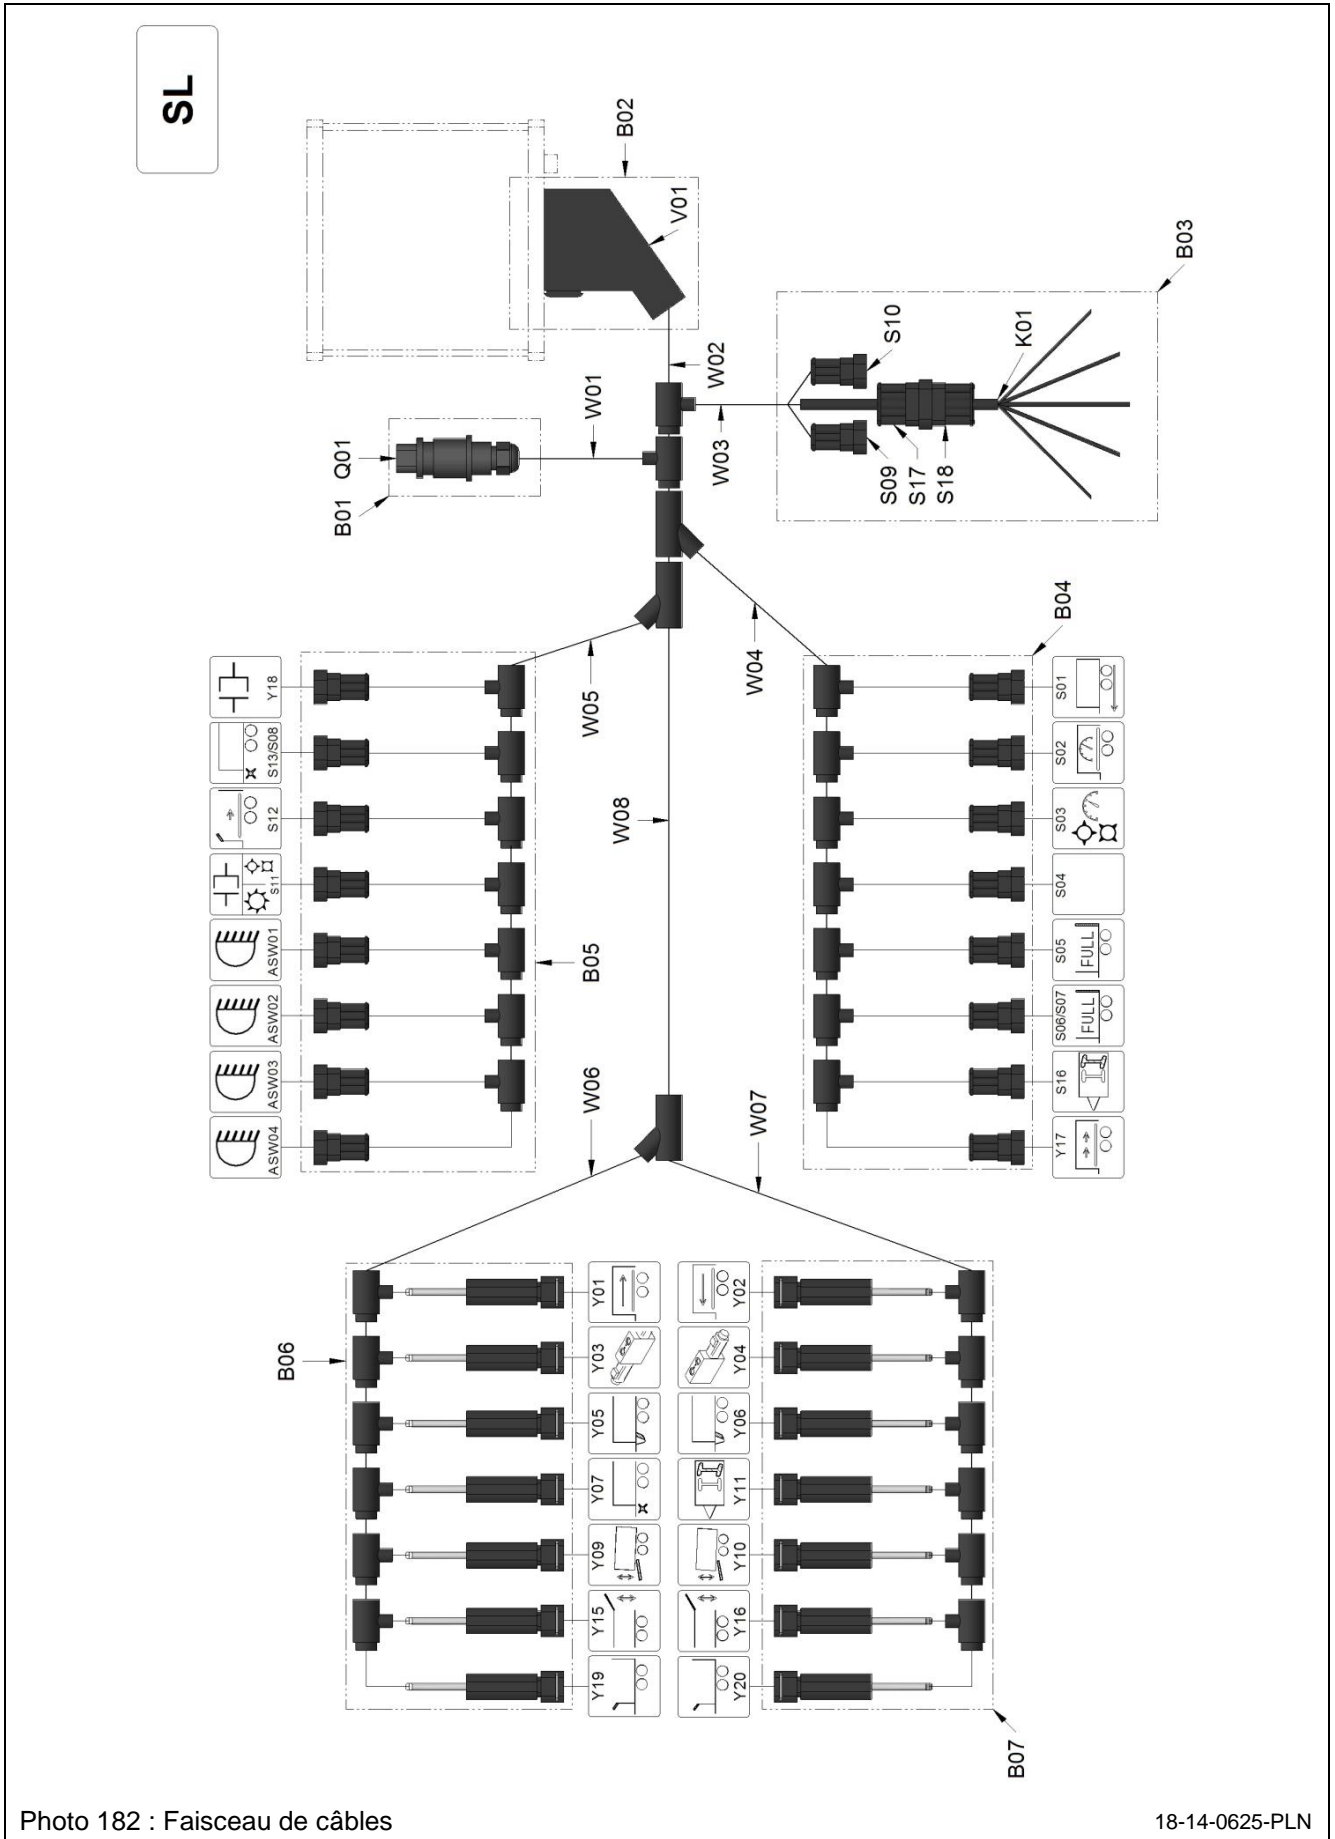 SL
B02
V01
B03
S10
K01
W02
W01
W03
Q01
B01
S09
S17
S18
B04
W04
W05
Y18
S13/S08
S12
S11
ASW01
ASW02
ASW03
ASW04
B05
W08
S01
S02
S03
S04
S05
FULL
S06/S07
FULL
S16
Y17
W06
W07
B06
Y01
Y03
Y05
Y07
Y09
Y15
Y19
Y02
Y04
Y06
Y11
Y10
Y16
Y20
B07
Photo 182 : Faisceau de câbles
18-14-0625-PLN